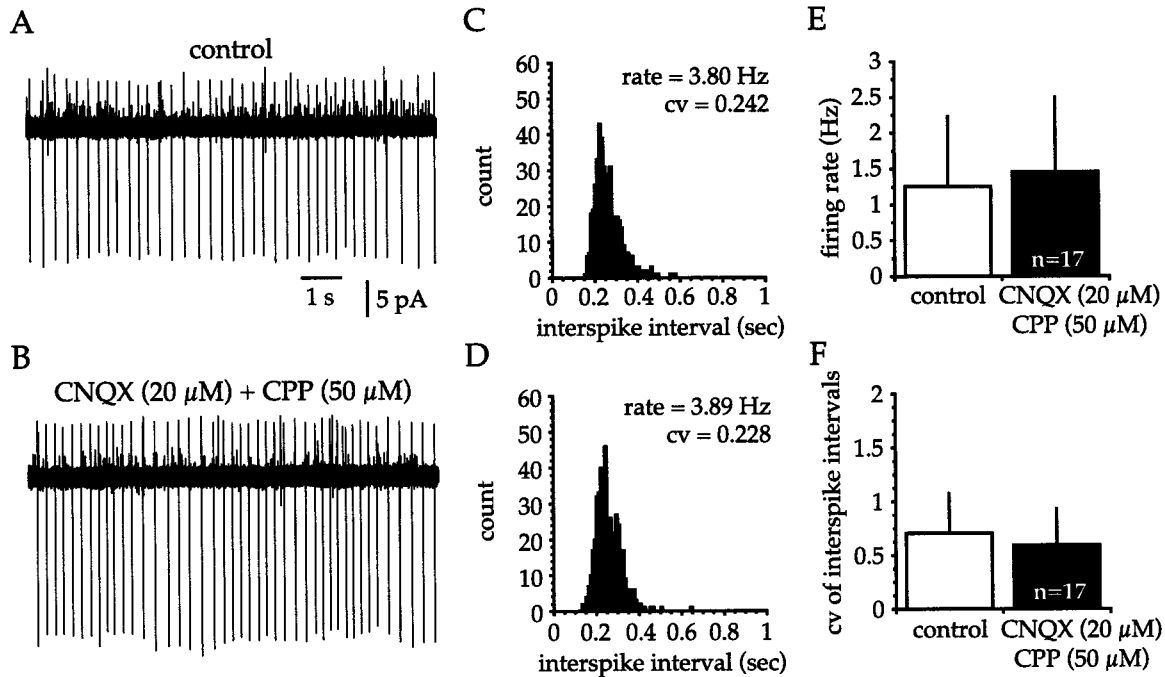 A
control
1 s
5 pA
B
CNQX (20 µM) + CPP (50 µM)
C
rate = 3.80 Hz
cv = 0.242
count
60
50
40
30
20
10
0
0 0.2 0.4 0.6 0.8 1
interspike interval (sec)
D
rate = 3.89 Hz
cv = 0.228
count
60
50
40
30
20
10
0
0 0.2 0.4 0.6 0.8 1
interspike interval (sec)
E
firing rate (Hz)
3
2.5
2
1.5
1
0.5
0
n=17
control CNQX (20 µM)
CPP (50 µM)
F
cv of interspike intervals
2
1.5
1
0.5
0
n=17
control CNQX (20 µM)
CPP (50 µM)